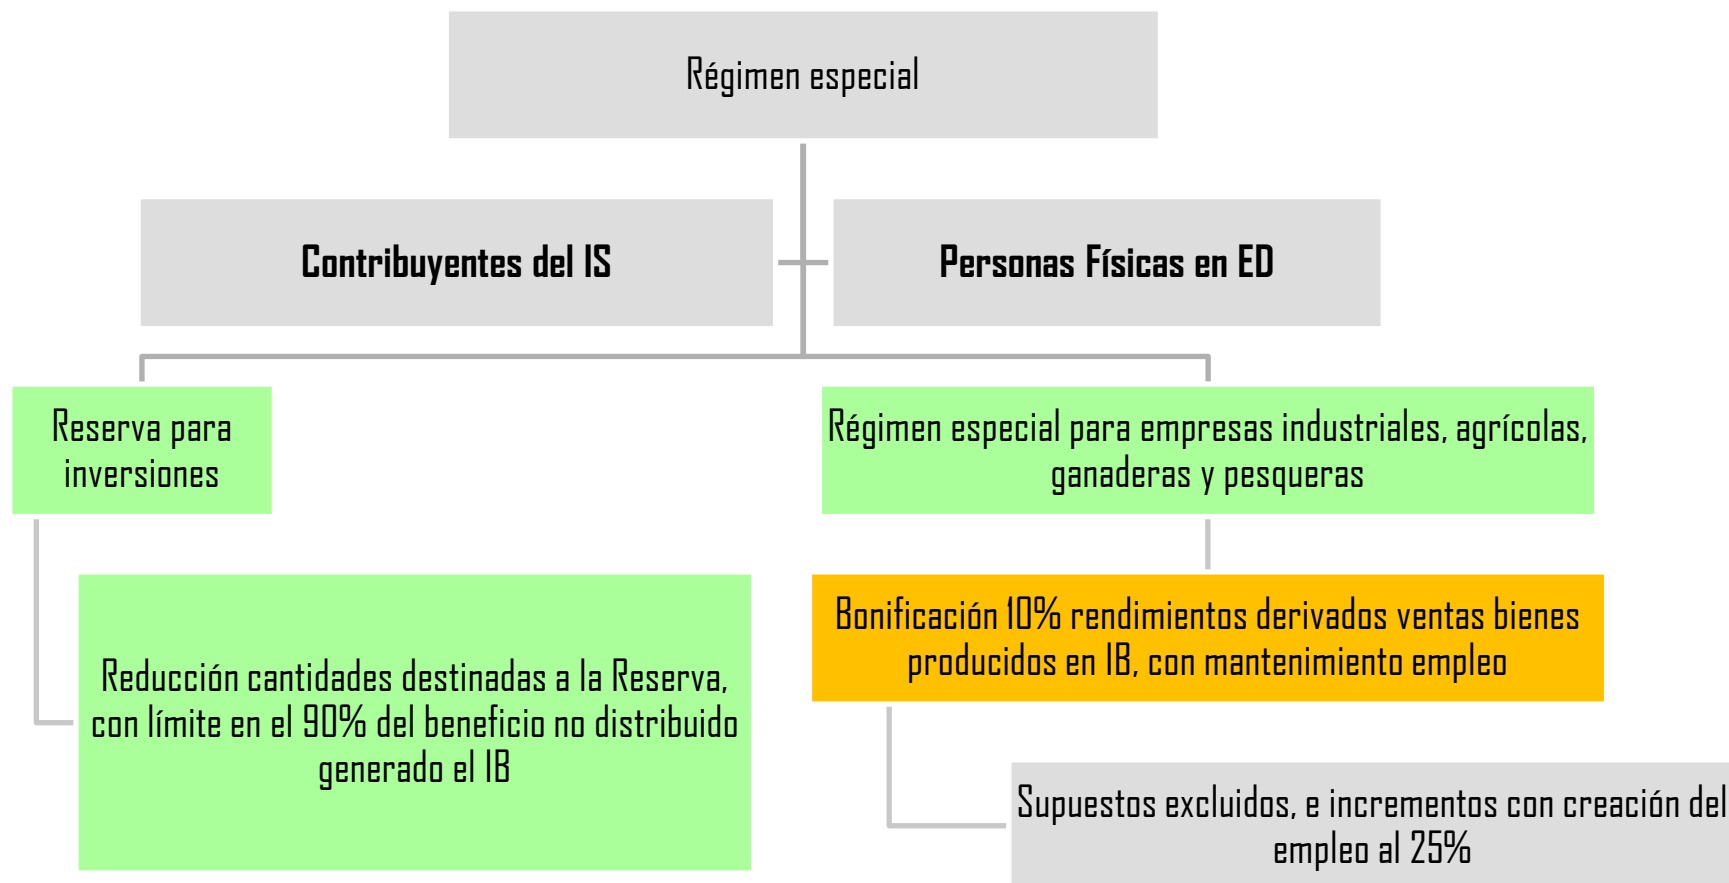 Régimen especial
Contribuyentes del IS
Personas Físicas en ED
Reserva para
inversiones
Régimen especial para empresas industriales, agrícolas,
ganaderas y pesqueras
Reducción cantidades destinadas a la Reserva,
con límite en el 90% del beneficio no distribuido
generado el IB
Bonificación 10% rendimientos derivados ventas bienes
producidos en IB, con mantenimiento empleo
Supuestos excluidos, e incrementos con creación del
empleo al 25%